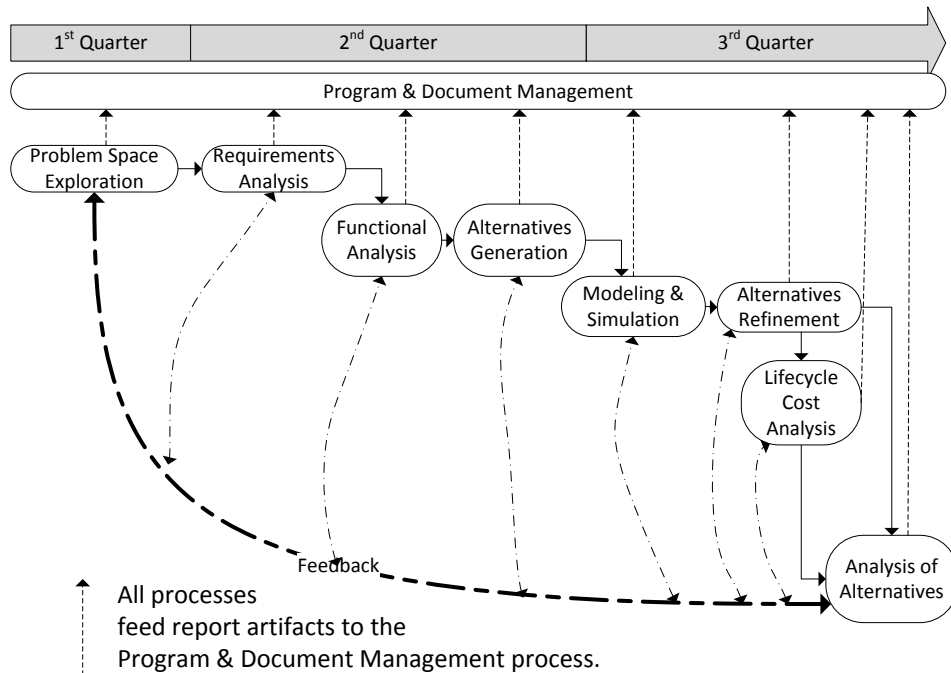 1st Quarter
2nd Quarter
3rd Quarter
Program & Document Management
Problem Space
Exploration
Requirements
Analysis
Functional
Analysis
Alternatives
Generation
Modeling &
Simulation
Alternatives
Refinement
Lifecycle
Cost
Analysis
Feedback
Analysis of
Alternatives
All processes
feed report artifacts to the
Program & Document Management process.